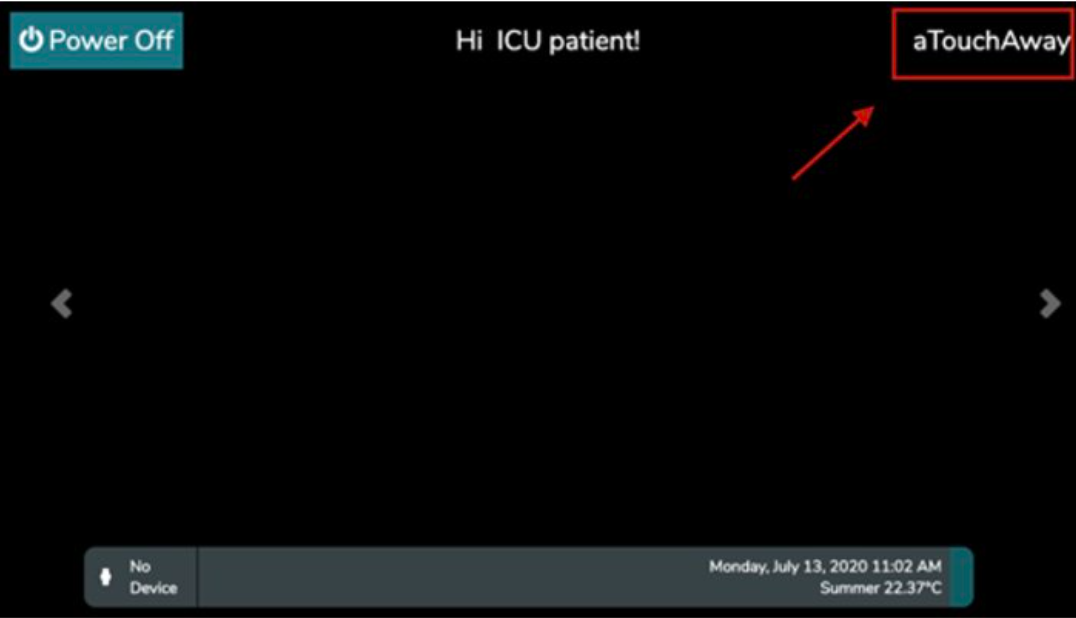 Power Off
Hi ICU patient!
aTouchAway
No
Device
Monday, July 13, 2020 11:02 AM
Summer 22.37°C